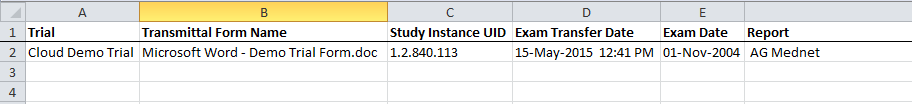 A B C D E F
1 Trial Transmittal Form Name Study Instance UID Exam Transfer Date Exam Date Report
2 Cloud Demo Trial Microsoft Word - Demo Trial Form.doc 1.2.840.113 15-May-2015 12:41 PM 01-Nov-2004 AG Mednet
3
4